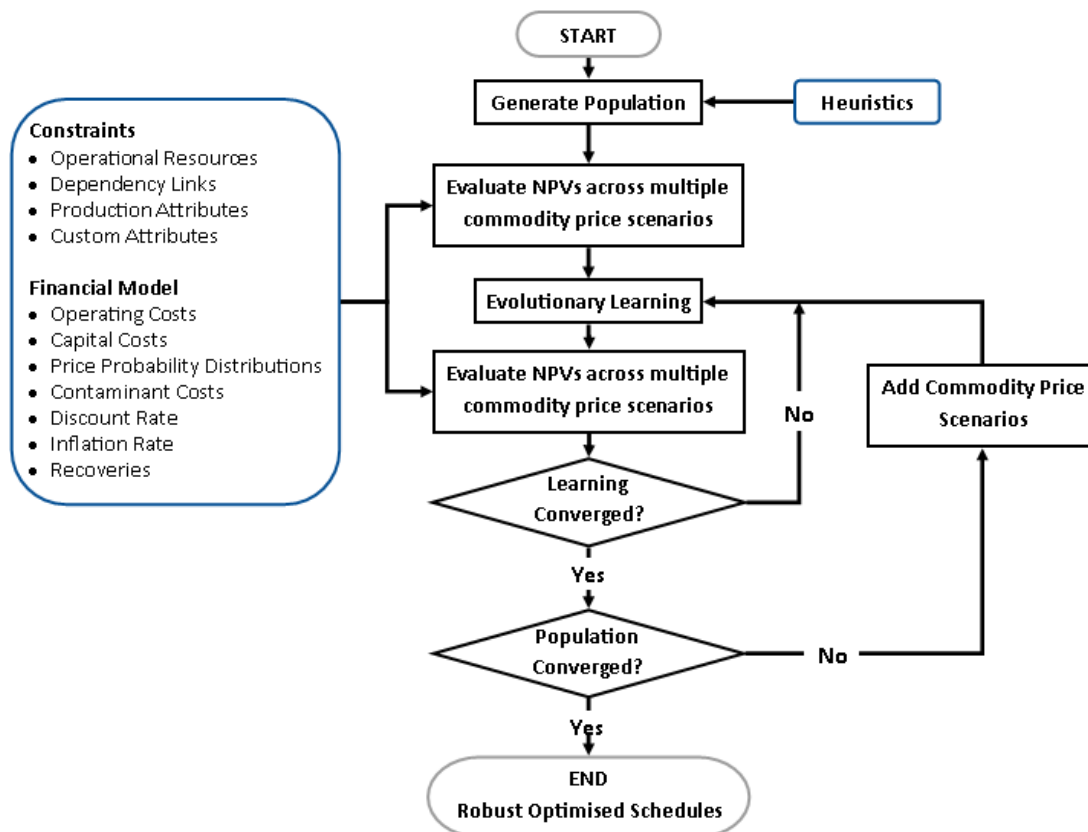 START
Generate Population
Heuristics
Constraints
• Operational Resources
• Dependency Links
• Production Attributes
• Custom Attributes
Financial Model
• Operating Costs
• Capital Costs
• Price Probability Distributions
• Contaminant Costs
• Discount Rate
• Inflation Rate
• Recoveries
Evaluate NPVs across multiple
commodity price scenarios
Evolutionary Learning
Evaluate NPVs across multiple
commodity price scenarios
No
Add Commodity Price
Scenarios
Learning
Converged?
Yes
Population
Converged?
No
Yes
END
Robust Optimised Schedules